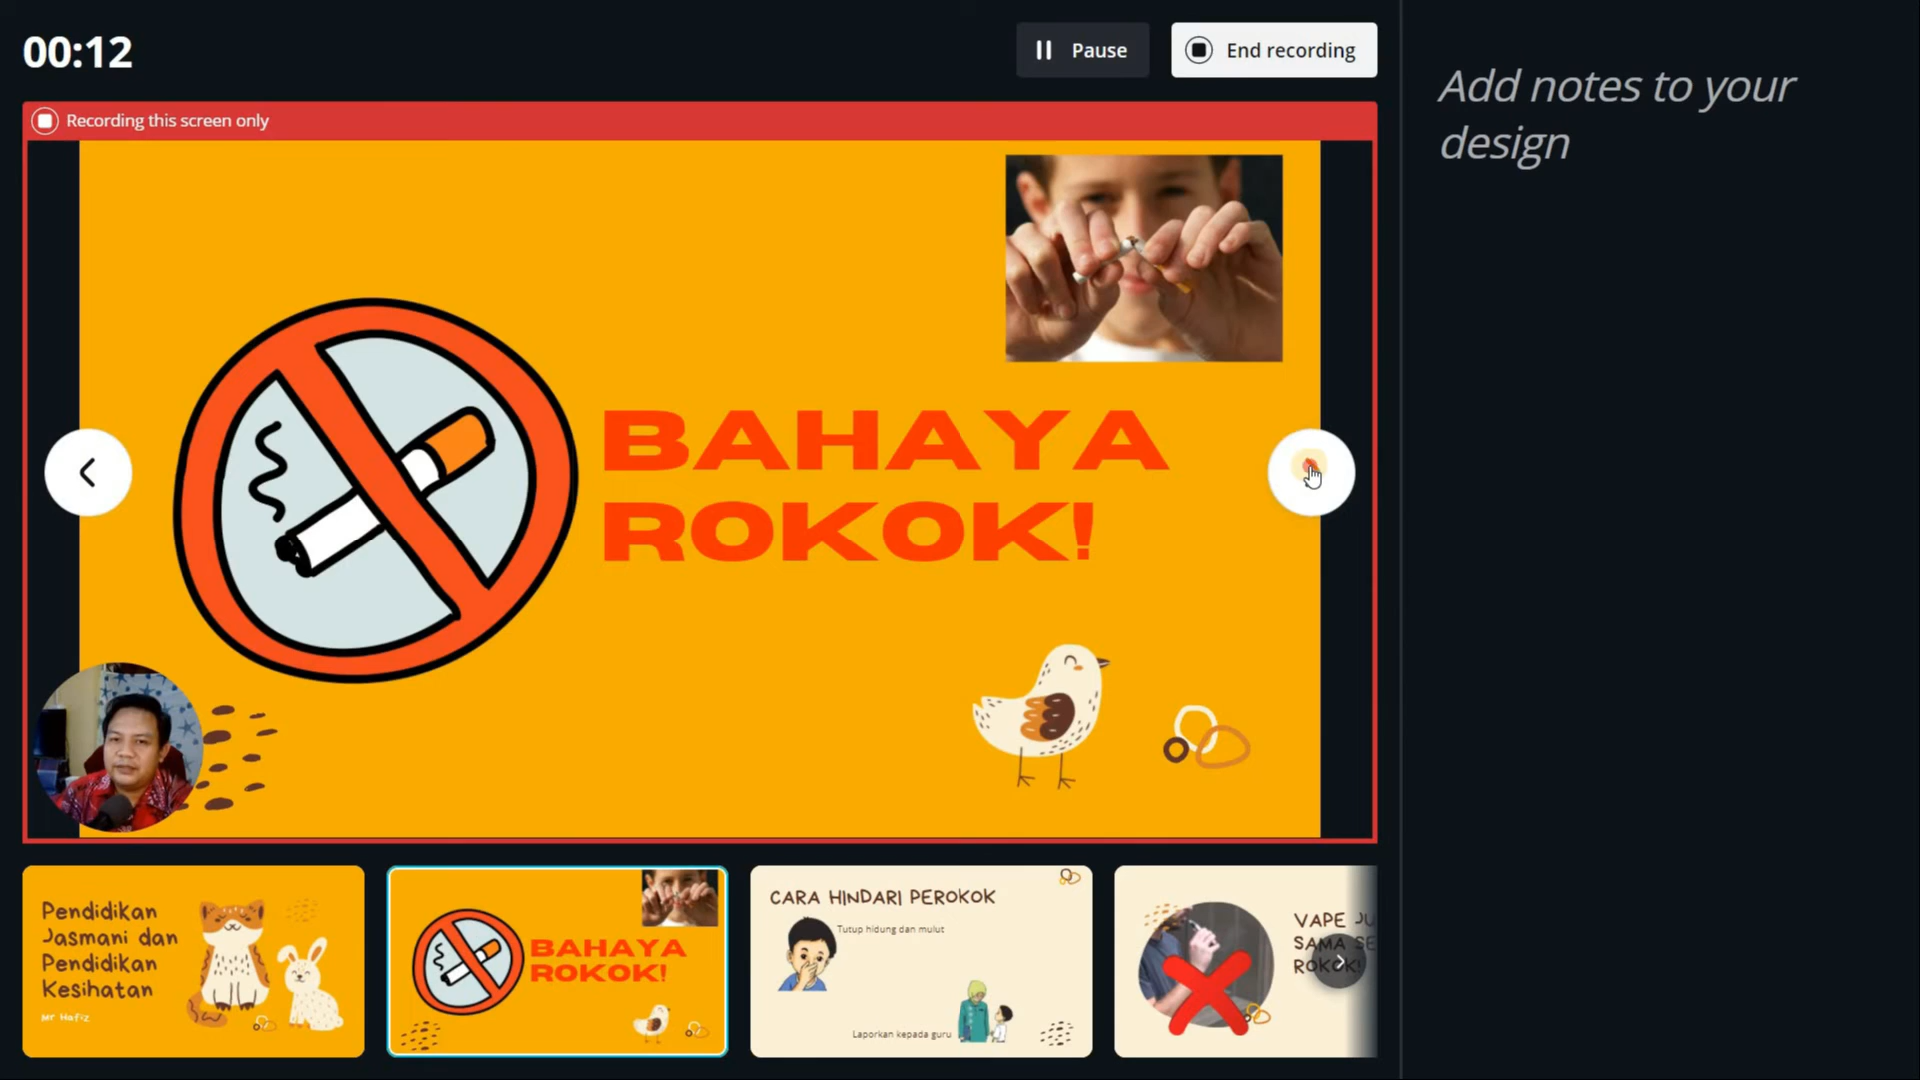 00:12
Pause
End recording
Recording this screen only
Add notes to your
design
BAHAYA
ROKOK!
Pendidikan
Jasmani dan
Pendidikan
Kesihatan
Mr Hafiz
BAHAYA
ROKOK!
CARA HINDARI PEROKOK
Tutup hidung dan mulut
Laporkan kepada guru
VAPE JU
SAMA SE
ROKOK!